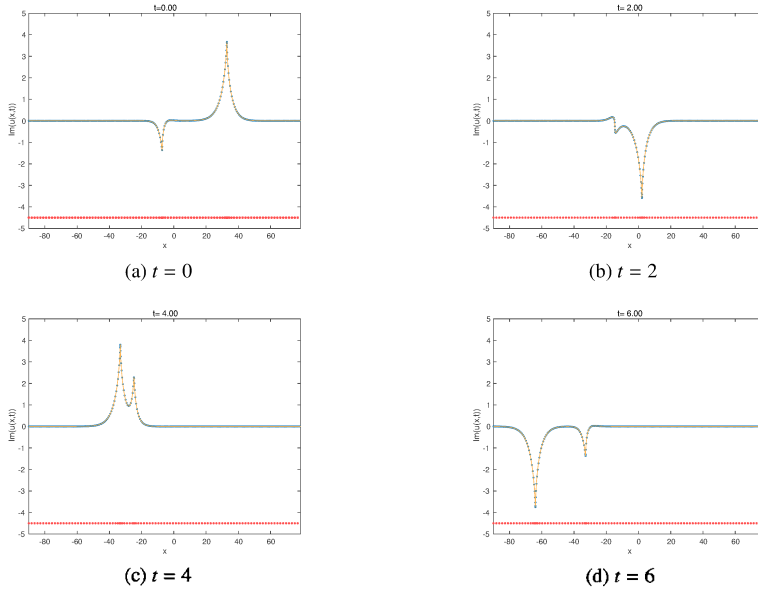 t=0.00
5
4
3
2
1
0
-1
-2
-3
-4
-5
Im(u(x,t))
-80 -60 -40 -20 0 20 40 60
x
(a) t = 0
t= 2.00
5
4
3
2
1
0
-1
-2
-3
-4
-5
Im(u(x,t))
-80 -60 -40 -20 0 20 40 60
x
(b) t = 2
t= 4.00
5
4
3
2
1
0
-1
-2
-3
-4
-5
Im(u(x,t))
-80 -60 -40 -20 0 20 40 60
x
(c) t = 4
t= 6.00
5
4
3
2
1
0
-1
-2
-3
-4
-5
Im(u(x,t))
-80 -60 -40 -20 0 20 40 60
x
(d) t = 6